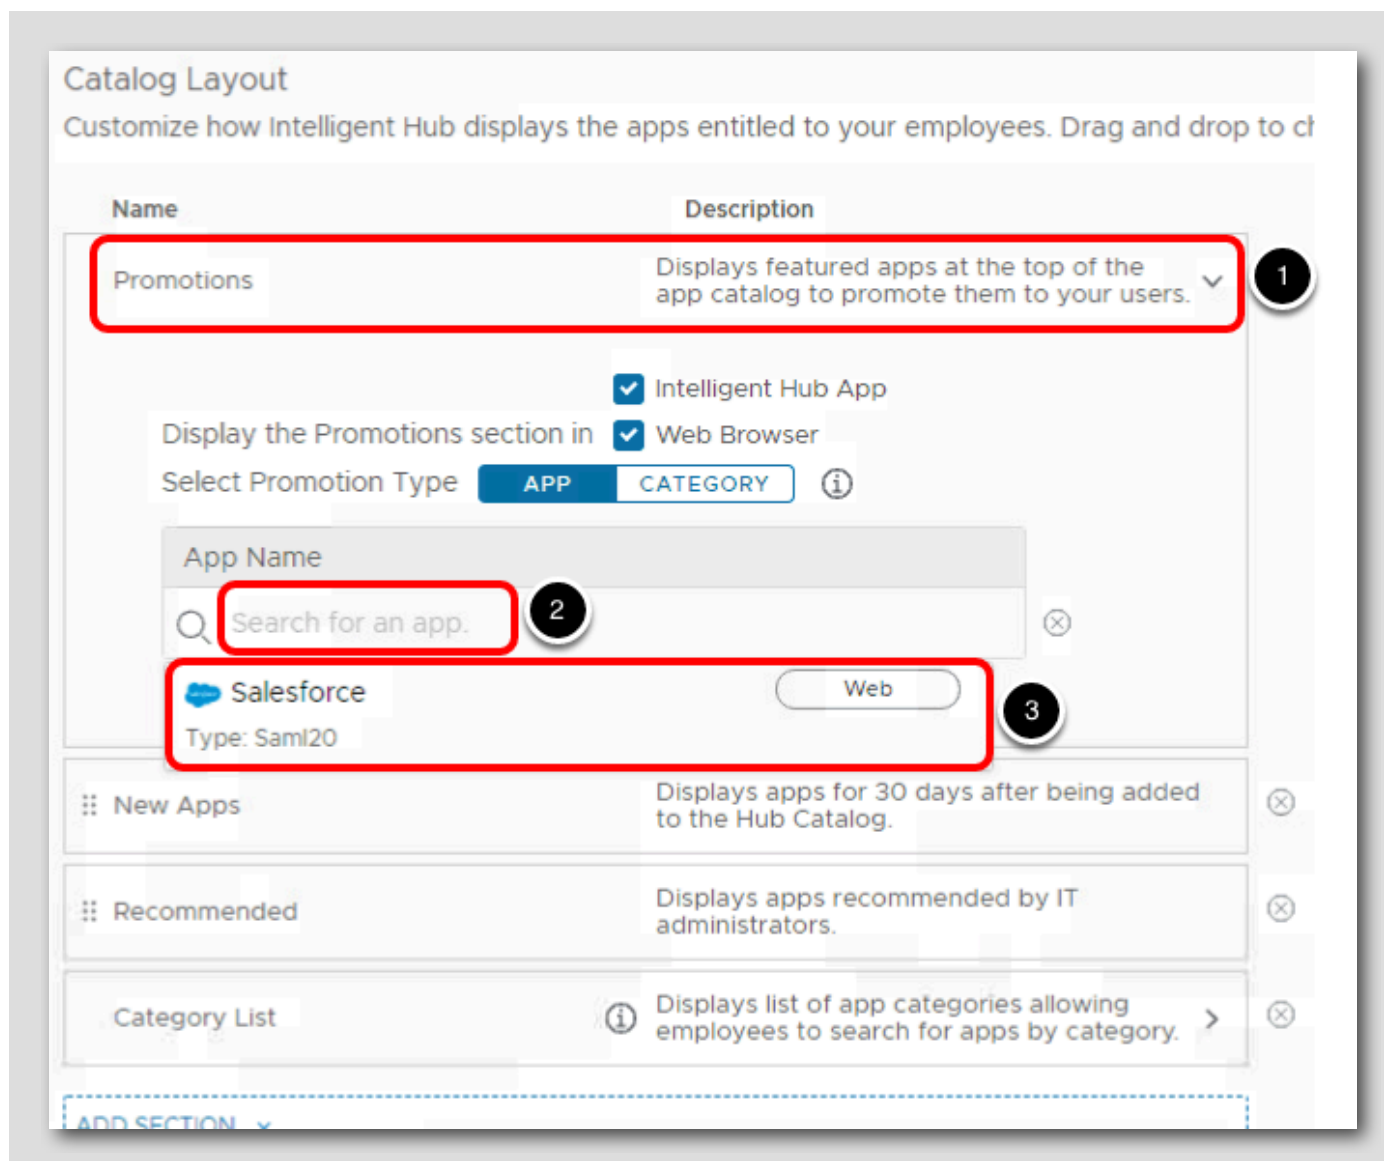 Catalog Layout
Customize how Intelligent Hub displays the apps entitled to your employees. Drag and drop to
Name Description
Promotions
Displays featured apps at the top of the
app catalog to promote them to your users.
1
Intelligent Hub App
Display the Promotions section in Web Browser
Select Promotion Type APP CATEGORY
App Name
Search for an app.
2
Salesforce Web
Type: Saml20
3
New Apps
Displays apps for 30 days after being added
to the Hub Catalog.
Recommended
Displays apps recommended by IT
administrators.
Category List
Displays list of app categories allowing
employees to search for apps by category.
ADD SECTION